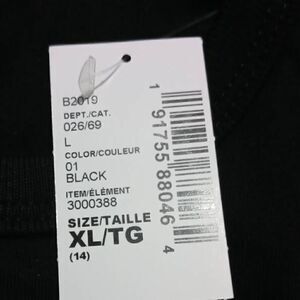 B2019
DEPT./CAT.
026/69
L
COLOR/COULEUR
01
BLACK
ITEM/ÉLÉMENT
3000388
SIZE/TAILLE
XL/TG
(14)
1 91755 88046 4